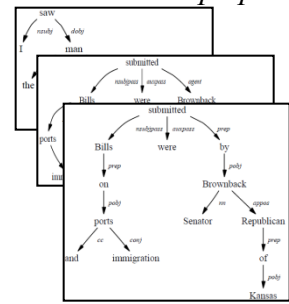 saw
nsubj dobj
I man
the
submitted
nsubjpass auxpass agent
Bills were Brownback
ports
submitted
nsubjpass auxpass prep
Bills were by
prep pobj
on Brownback
pobj nn appos
ports Senator Republican
cc conj prep
and immigration of
pobj
Kansas